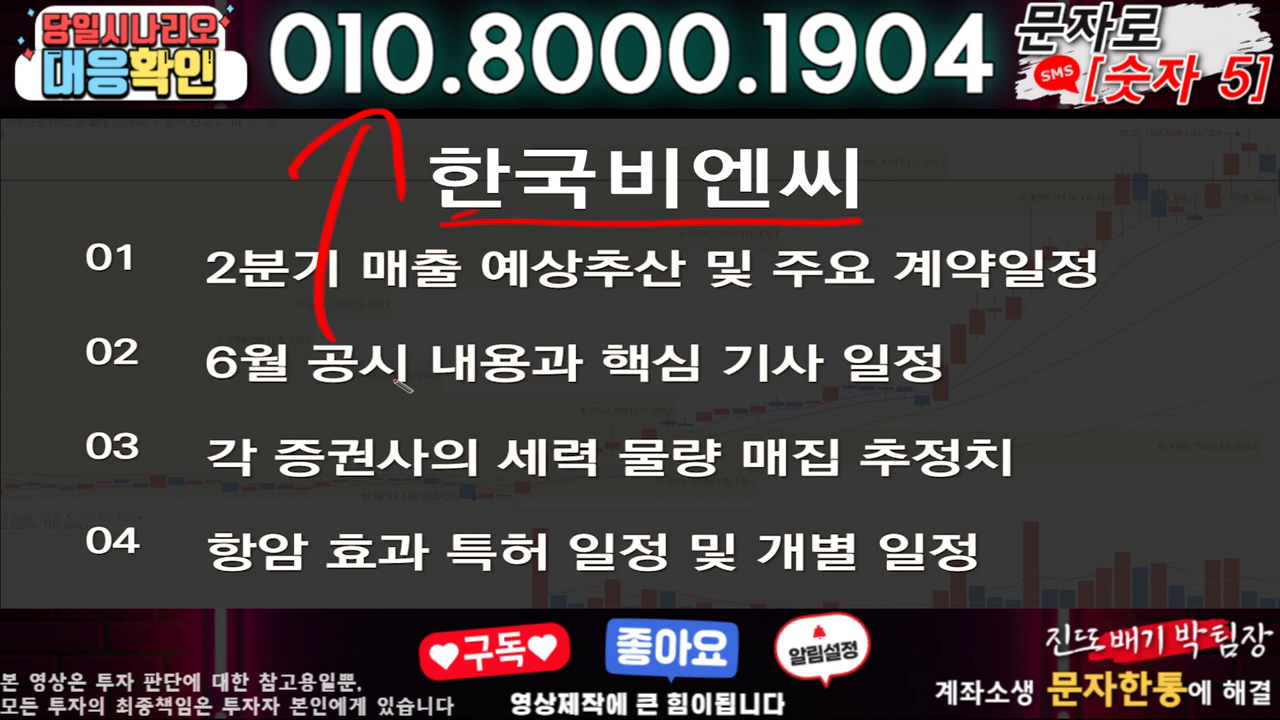 당일시나리오
대응확인
010.8000.1904
문자로
SMS [숫자 5]
한국비엔씨
01 2분기 매출 예상추산 및 주요 계약일정
02 6월 공시 내용과 핵심 기사 일정
03 각 증권사의 세력 물량 매집 추정치
04 항암 효과 특허 일정 및 개별 일정
구독
좋아요
알림설정
진또배기 박팀장
본 영상은 투자 판단에 대한 참고용일뿐,
모든 투자의 최종책임은 투자자 본인에게 있습니다
영상제작에 큰 힘이됩니다
계좌소생 문자한통에 해결